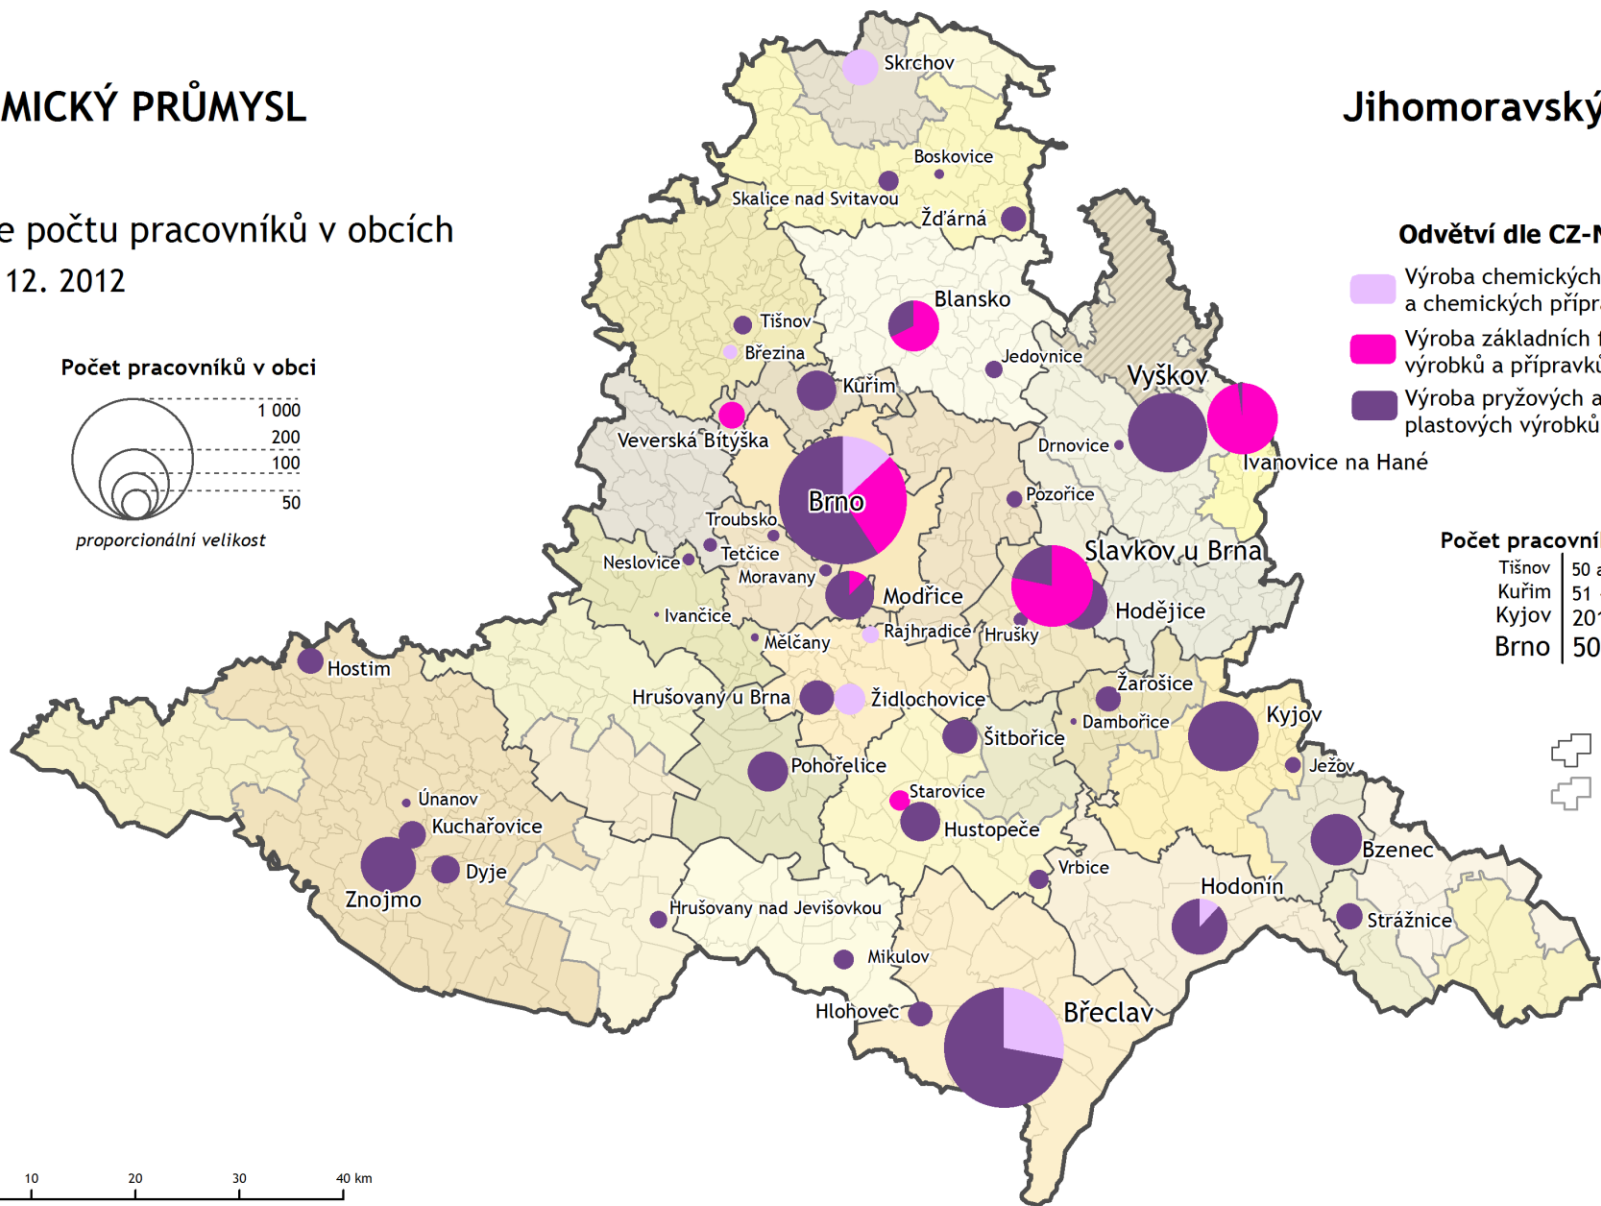 MICKÝ PRŮMYSL
Jihomoravský
e počtu pracovníků v obcích
12. 2012
Počet pracovníků v obci
1 000
200
100
50
proporcionální velikost
Odvětví dle CZ-N
Výroba chemických
a chemických přípra
Výroba základních f
výrobků a přípravků
Výroba pryžových a
plastových výrobků
Počet pracovník
Tišnov 50 a
Kuřim 51
Kyjov 201
Brno 50
Skrchov
Boskovice
Skalice nad Svitavou
Žďárná
Blansko
Tišnov
Březina
Jedovnice
Kuřim
Vyškov
Veverská Bítýška
Drnovice
Ivanovice na Hané
Brno
Pozořice
Troubsko
Tetčice
Neslovice
Moravany
Slavkov u Brna
Modřice
Hodějice
Ivančice
Rajhradice
Hrušky
Mělčany
Hostim
Hrušovany u Brna
Židlochovice
Žarošice
Dambořice
Kyjov
Šitbořice
Pohořelice
Ježov
Starovice
Únanov
Kuchařovice
Hustopeče
Bzenec
Dyje
Vrbice
Znojmo
Hodonín
Hrušovany nad Jevišovkou
Strážnice
Mikulov
Hlohovec
Břeclav
10 20 30 40 km